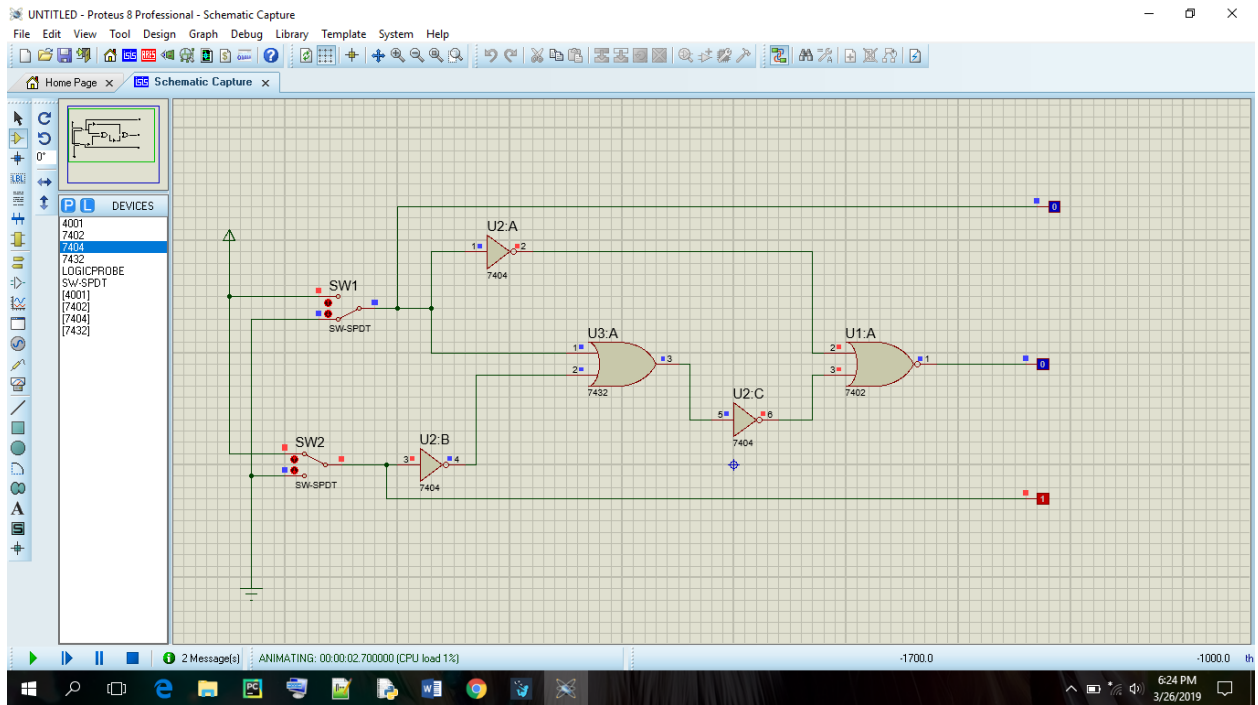 UNTITLED - Proteus 8 Professional - Schematic Capture
File Edit View Tool Design Graph Debug Library Template System Help
Home Page x Schematic Capture x
0°
P L DEVICES
4001
7402
7404
7432
LOGICPROBE
SW-SPDT
[4001]
[7402]
[7404]
[7432]
LBL
A
S
0
U2:A
1 2
7404
SW1
SW-SPDT
U3:A
1
2
3
7432
U1:A
2
3
1
7402
0
U2:C
5 6
7404
SW2
SW-SPDT
U2:B
3 4
7404
1
2 Message(s) ANIMATING: 00:00:02.700000 (CPU load 1%) -1700.0 -1000.0 th
6:24 PM
3/26/2019